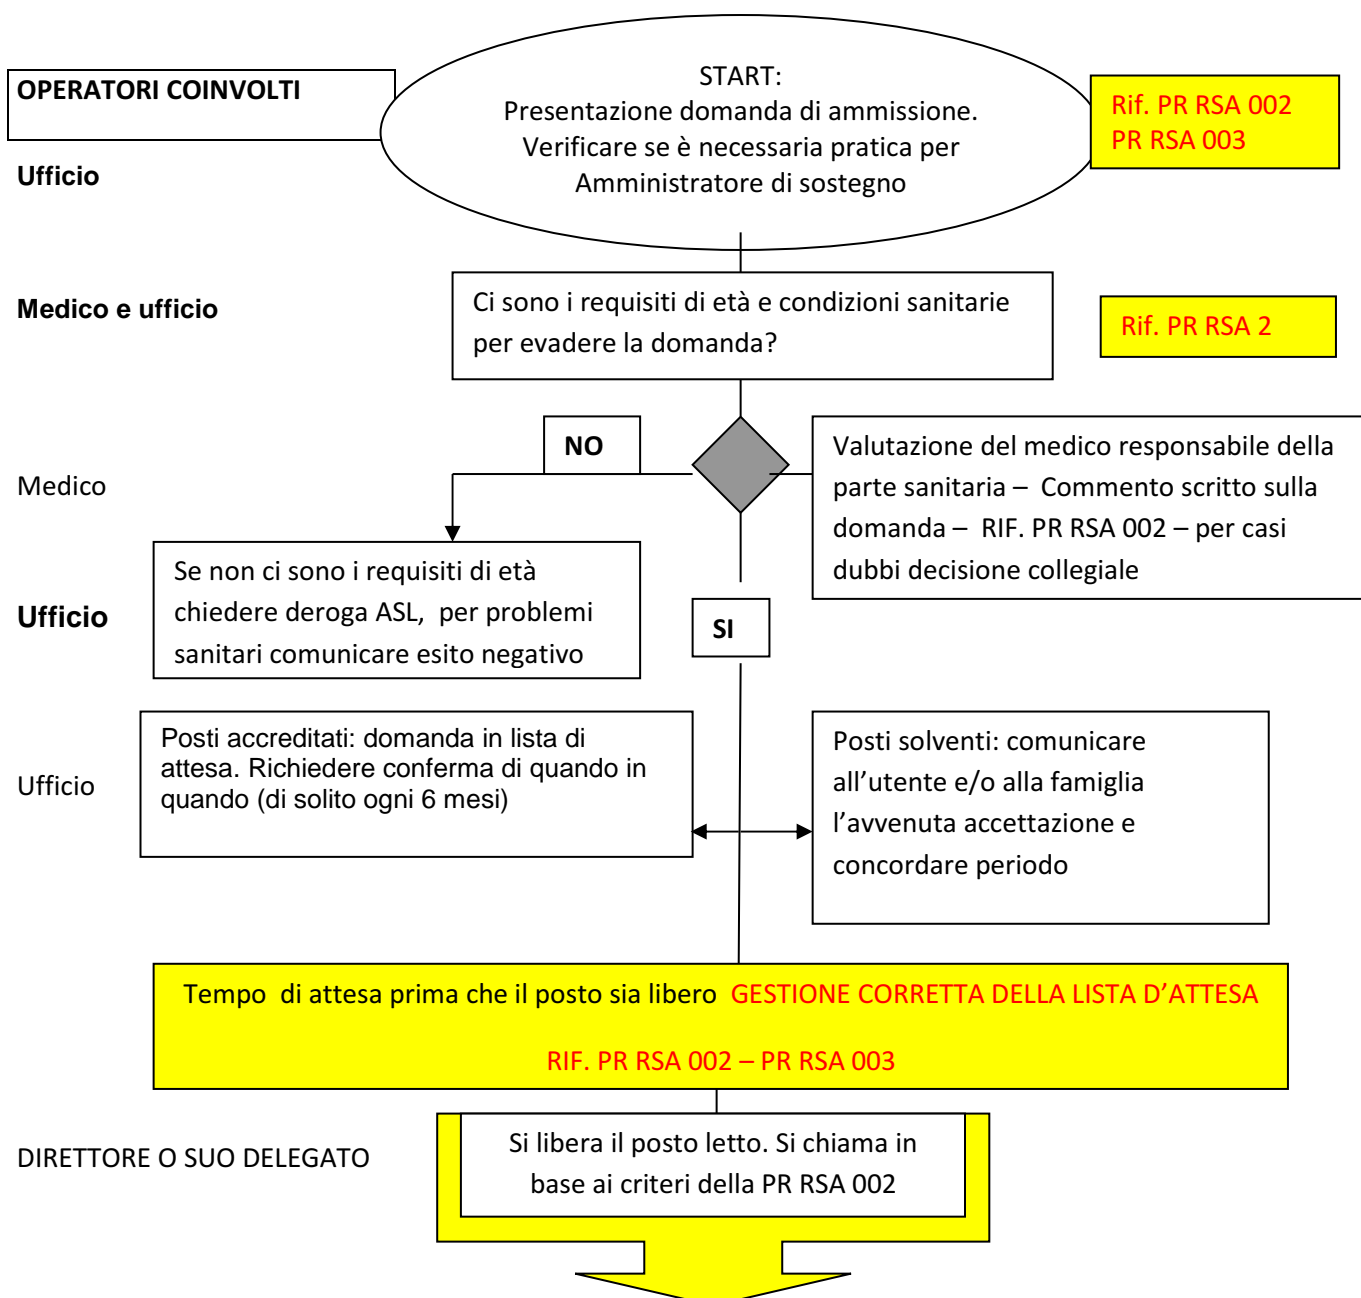 OPERATORI COINVOLTI
START:
Presentazione domanda di ammissione.
Verificare se è necessaria pratica per
Amministratore di sostegno
Rif. PR RSA 002
PR RSA 003
Ufficio
Medico e ufficio
Ci sono i requisiti di età e condizioni sanitarie
per evadere la domanda?
Rif. PR RSA 2
NO
Medico
Valutazione del medico responsabile della
parte sanitaria – Commento scritto sulla
domanda – RIF. PR RSA 002 – per casi
dubbi decisione collegiale
Ufficio
Se non ci sono i requisiti di età
chiedere deroga ASL, per problemi
sanitari comunicare esito negativo
SI
Ufficio
Posti accreditati: domanda in lista di
attesa. Richiedere conferma di quando in
quando (di solito ogni 6 mesi)
Posti solventi: comunicare
all’utente e/o alla famiglia
l’avvenuta accettazione e
concordare periodo
Tempo di attesa prima che il posto sia libero GESTIONE CORRETTA DELLA LISTA D’ATTESA
RIF. PR RSA 002 – PR RSA 003
DIRETTORE O SUO DELEGATO
Si libera il posto letto. Si chiama in
base ai criteri della PR RSA 002